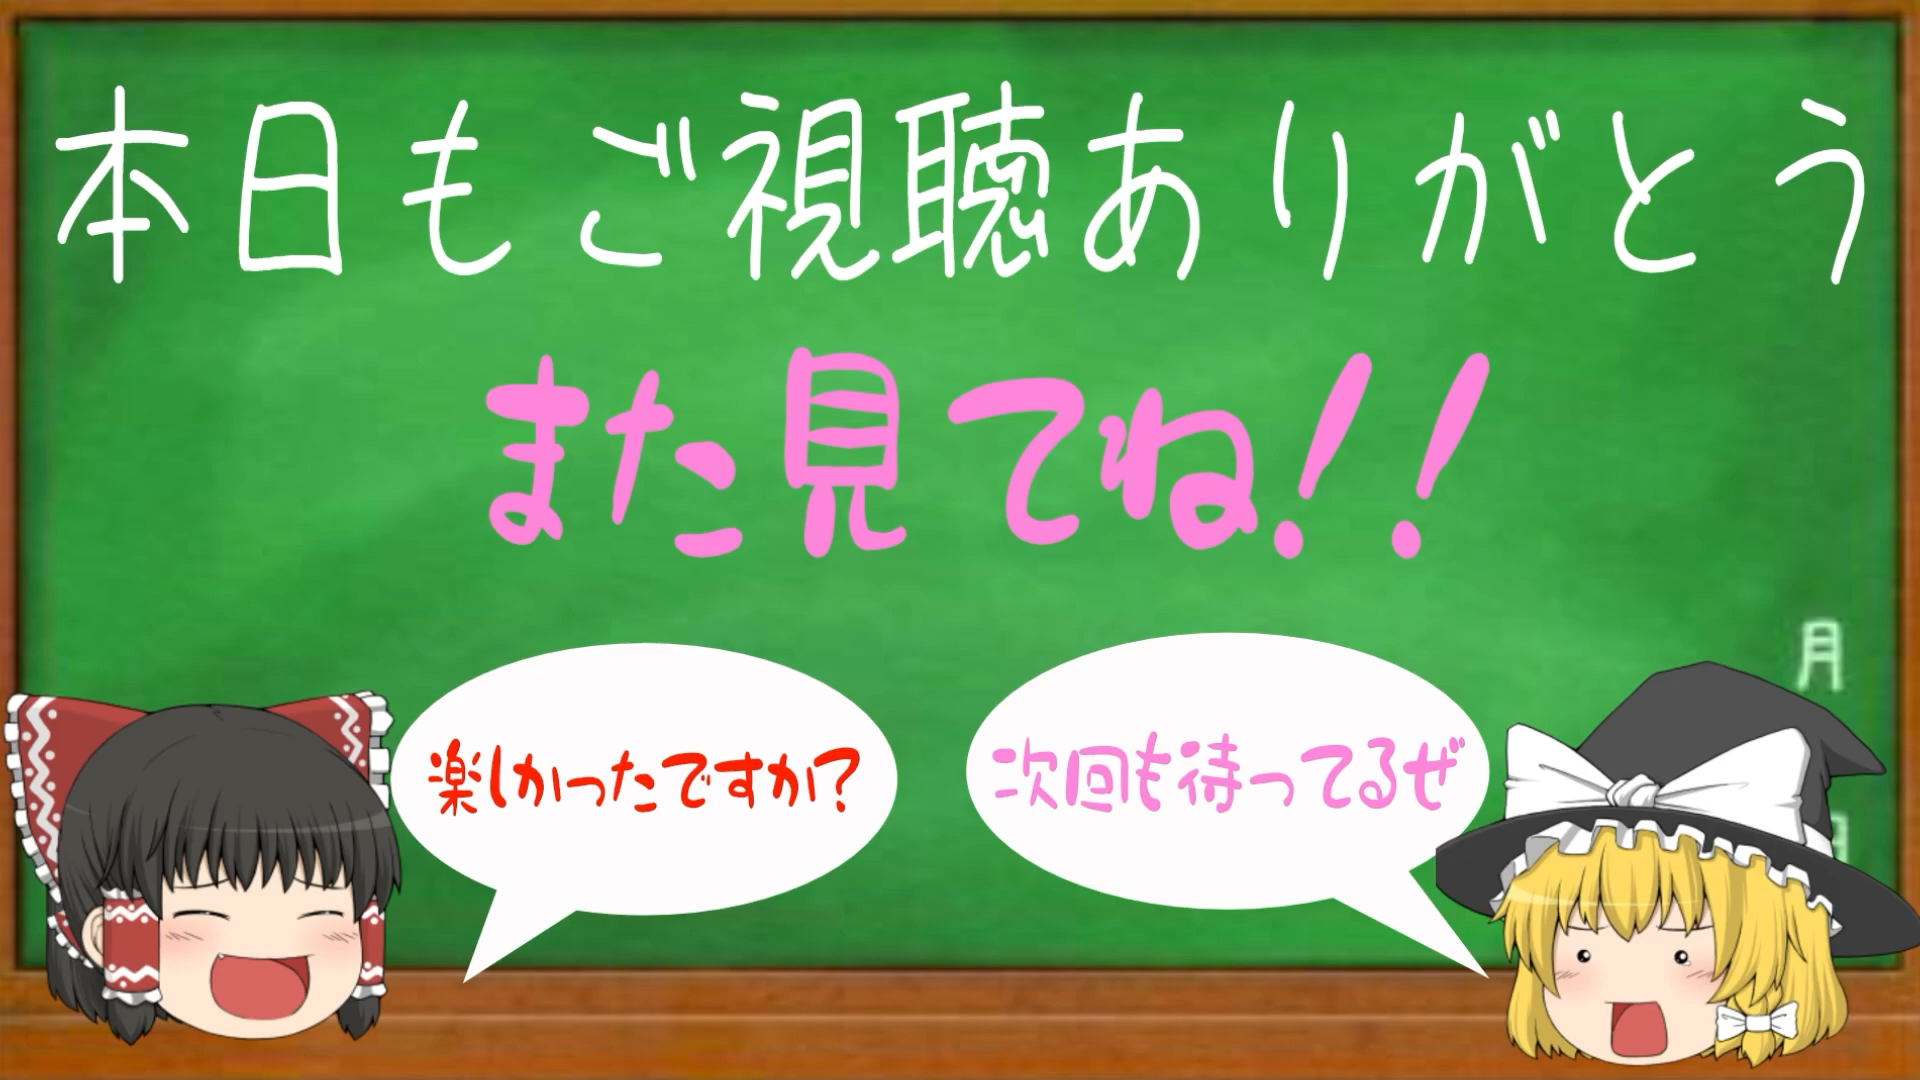 本日もご視聴ありがとう
また見てね!!
楽しかったですか?
次回も待ってるぜ
月